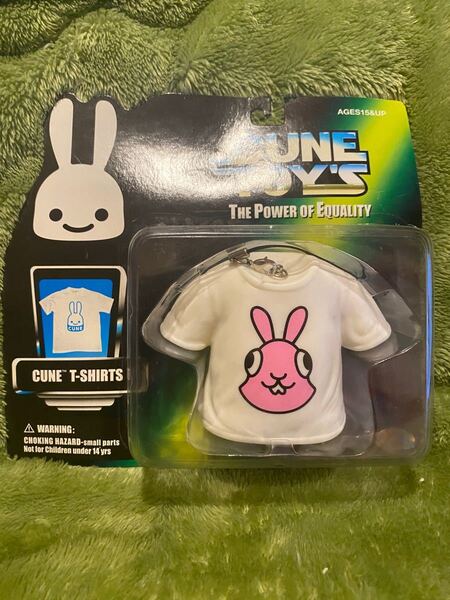 AGES15&UP
CUNE
TOY'S
THE POWER OF EQUALITY
CUNE
CUNE™ T-SHIRTS
⚠ WARNING:
CHOKING HAZARD-small parts
Not for Children under 14 yrs